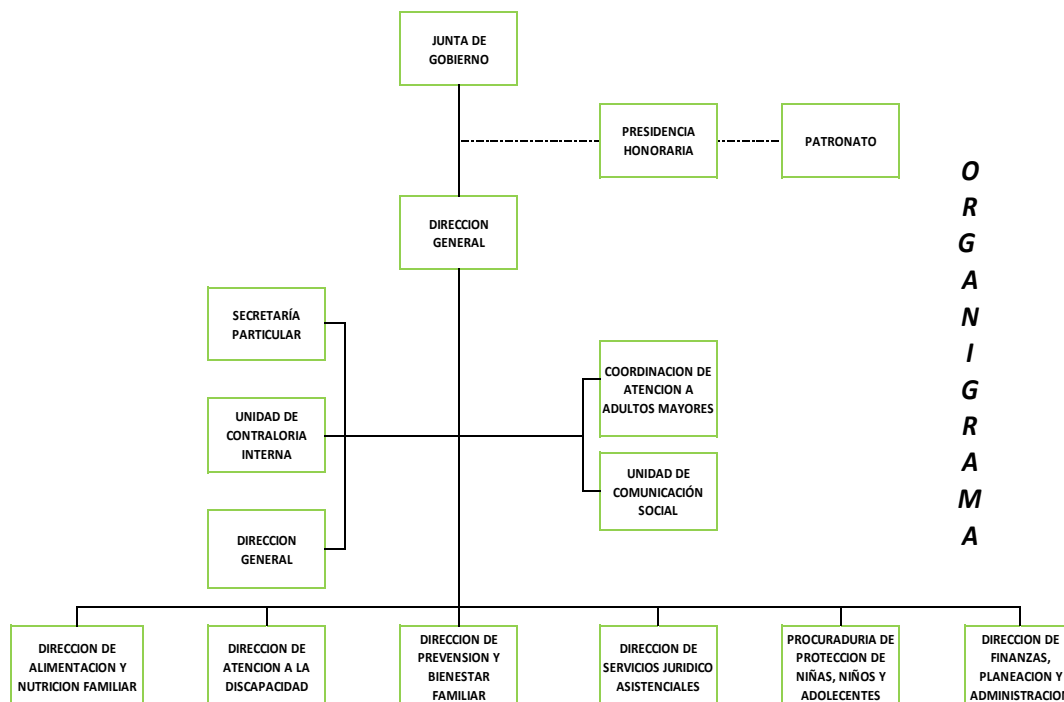 JUNTA DE
GOBIERNO
PRESIDENCIA
HONORARIA
PATRONATO
ORGANIGRAMA
DIRECCION
GENERAL
SECRETARÍA
PARTICULAR
COORDINACION DE
ATENCION A
ADULTOS MAYORES
UNIDAD DE
CONTRALORIA
INTERNA
UNIDAD DE
COMUNICACIÓN
SOCIAL
DIRECCION
GENERAL
DIRECCION DE
ALIMENTACION Y
NUTRICION FAMILIAR
DIRECCION DE
ATENCION A LA
DISCAPACIDAD
DIRECCION DE
PREVENSION Y
BIENESTAR
FAMILIAR
DIRECCION DE
SERVICIOS JURIDICO
ASISTENCIALES
PROCURADURIA DE
PROTECCION DE
NIÑAS, NIÑOS Y
ADOLECENTES
DIRECCION DE
FINANZAS,
PLANEACION Y
ADMINISTRACION